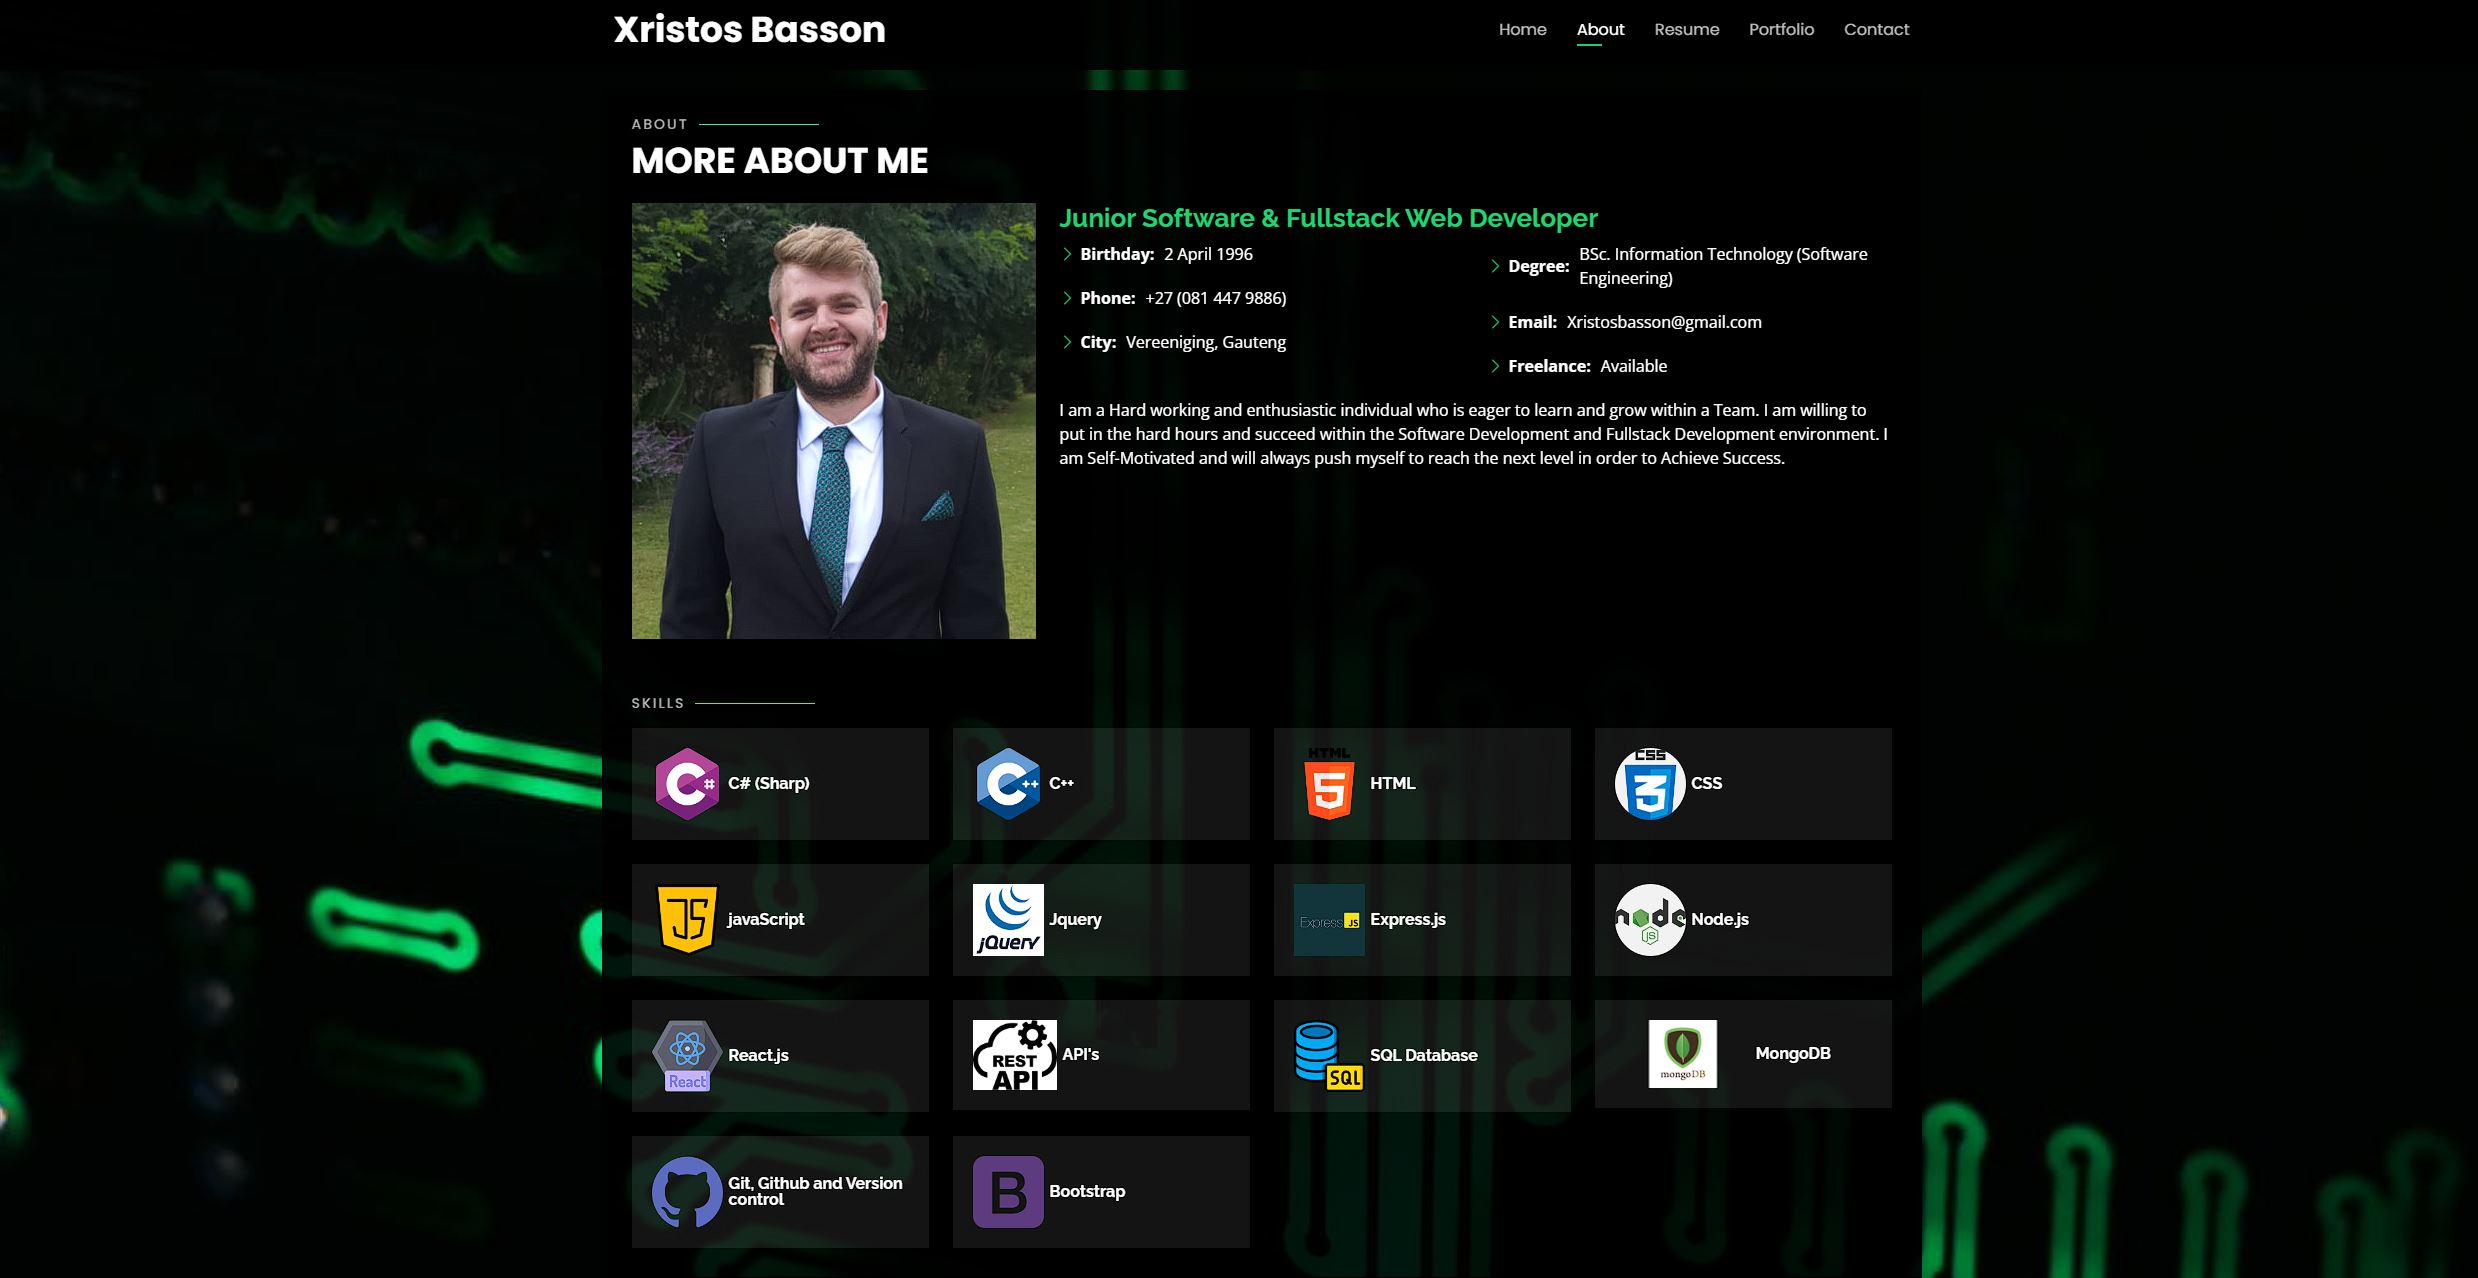 Xristos Basson
Home About Resume Portfolio Contact
ABOUT
MORE ABOUT ME
Junior Software & Fullstack Web Developer
Birthday: 2 April 1996
Phone: +27 (081 447 9886)
City: Vereeniging, Gauteng
Degree: BSc. Information Technology (Software
Engineering)
Email: Xristosbasson@gmail.com
Freelance: Available
I am a Hard working and enthusiastic individual who is eager to learn and grow within a Team. I am willing to
put in the hard hours and succeed within the Software Development and Fullstack Development environment. I
am Self-Motivated and will always push myself to reach the next level in order to Achieve Success.
SKILLS
C# C# (Sharp)
C++ C++
HTML
5 HTML
CSS
3 CSS
JS javaScript
jQuery Jquery
Express JS Express.js
node
JS Node.js
React React.js
REST
API API's
SQL SQL Database
mongoDB MongoDB
Git, Github and Version
control
B Bootstrap